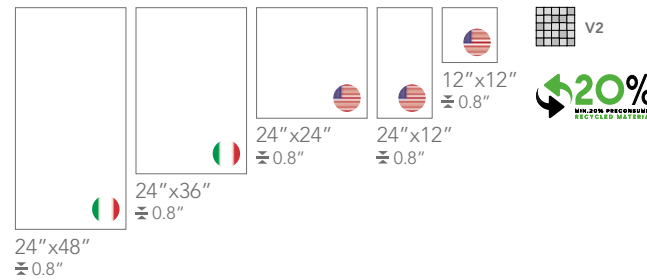 24"x48"
0.8"
24"x36"
0.8"
24"x24"
0.8"
24"x12"
0.8"
12"x12"
0.8"
V2
20%
MIN.20% PRECONSUM
RECYCLED MATERIA